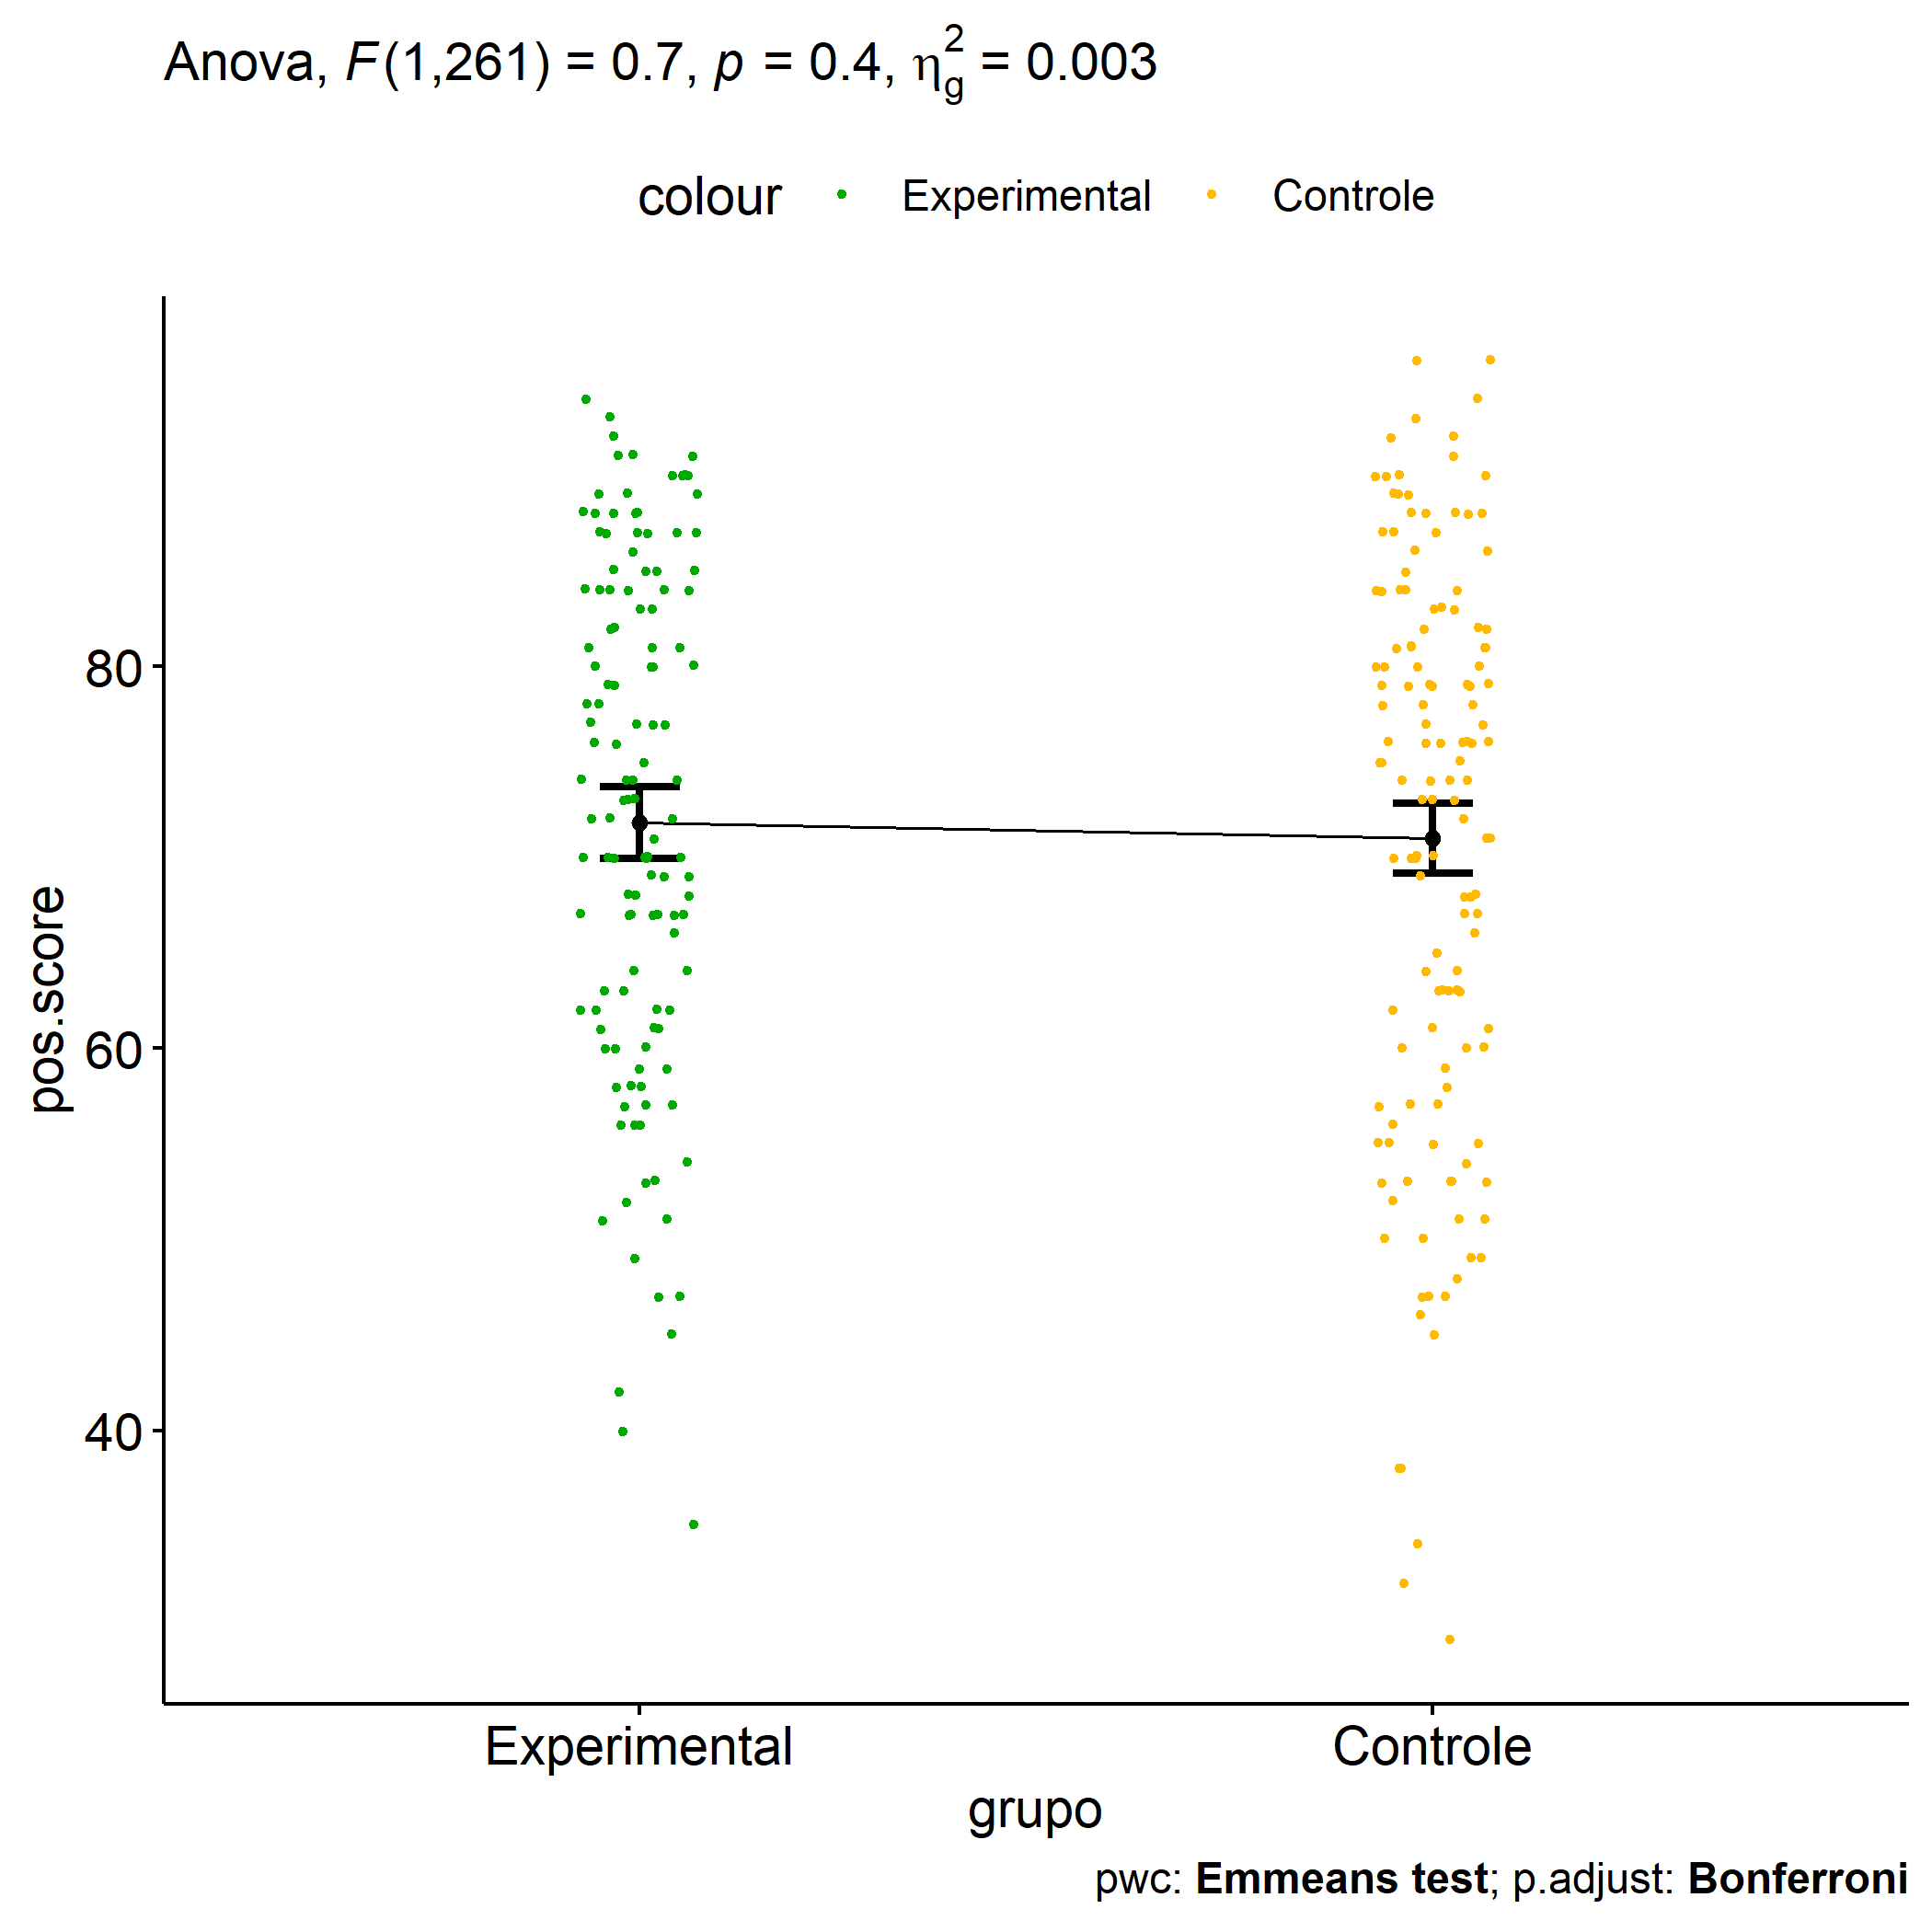 Anova, F(1,261) = 0.7, p = 0.4, η²g = 0.003
colour Experimental Controle
pos.score
80
60
40
Experimental Controle
grupo
pwc: Emmeans test; p.adjust: Bonferroni